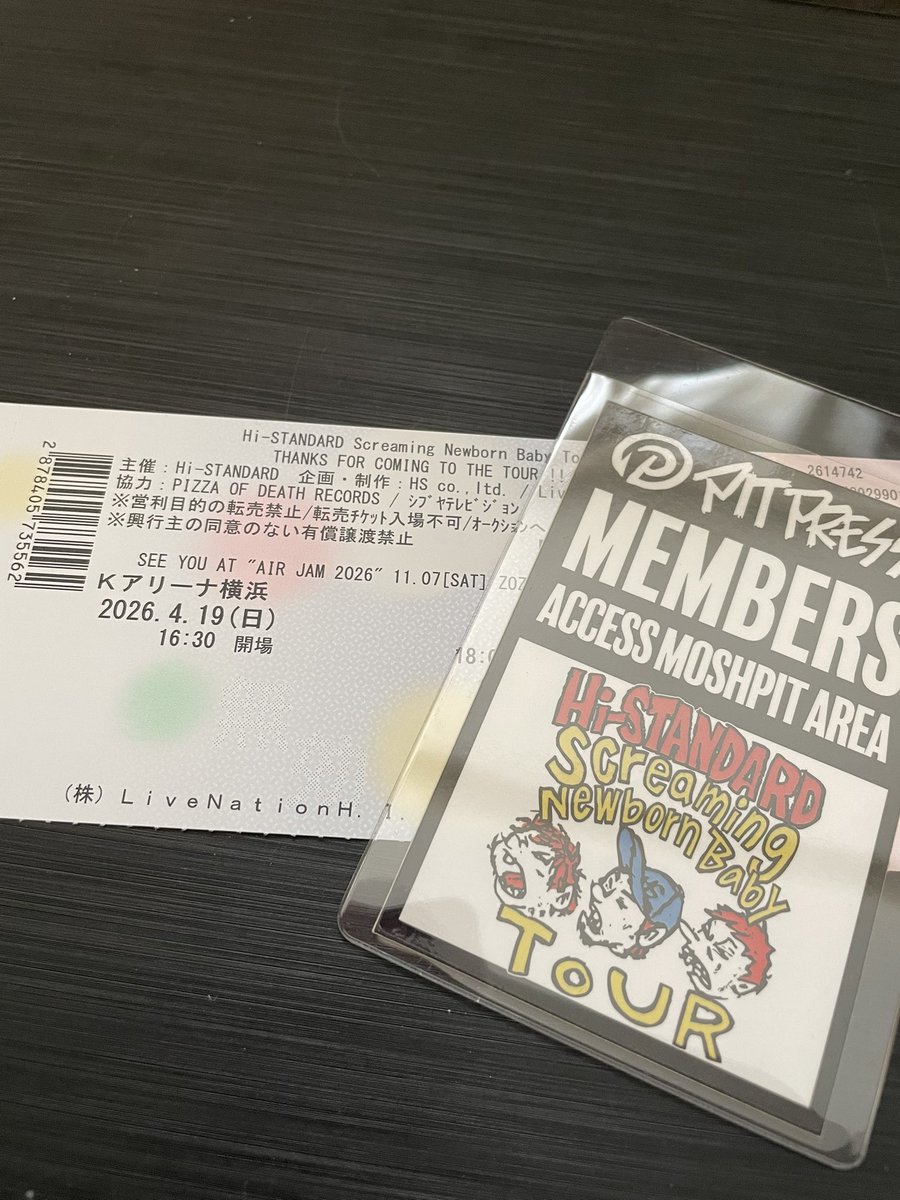 Hi-STANDARD Screaming Newborn Baby To
THANKS FOR COMING TO THE TOUR !!
主催：Hi-STANDARD 企画・制作：HS co.,ltd. / Li
協力：PIZZA OF DEATH RECORDS / ｼﾌﾞﾔﾃﾚﾋﾞｼﾞｮﾝ
※営利目的の転売禁止/転売ﾁｹｯﾄ入場不可/ｵｰｸｼｮﾝへ
※興行主の同意のない有償譲渡禁止
SEE YOU AT "AIR JAM 2026" 11.07[SAT] ZOZ
Kアリーナ横浜
2026. 4. 19(日)
16:30 開場
18:0
(株) LiveNationH.
2878405735562
2614742
PIT PRESS
MEMBERS
ACCESS MOSHPIT AREA
Hi-STANDARD
Screaming
Newborn Baby
TOUR